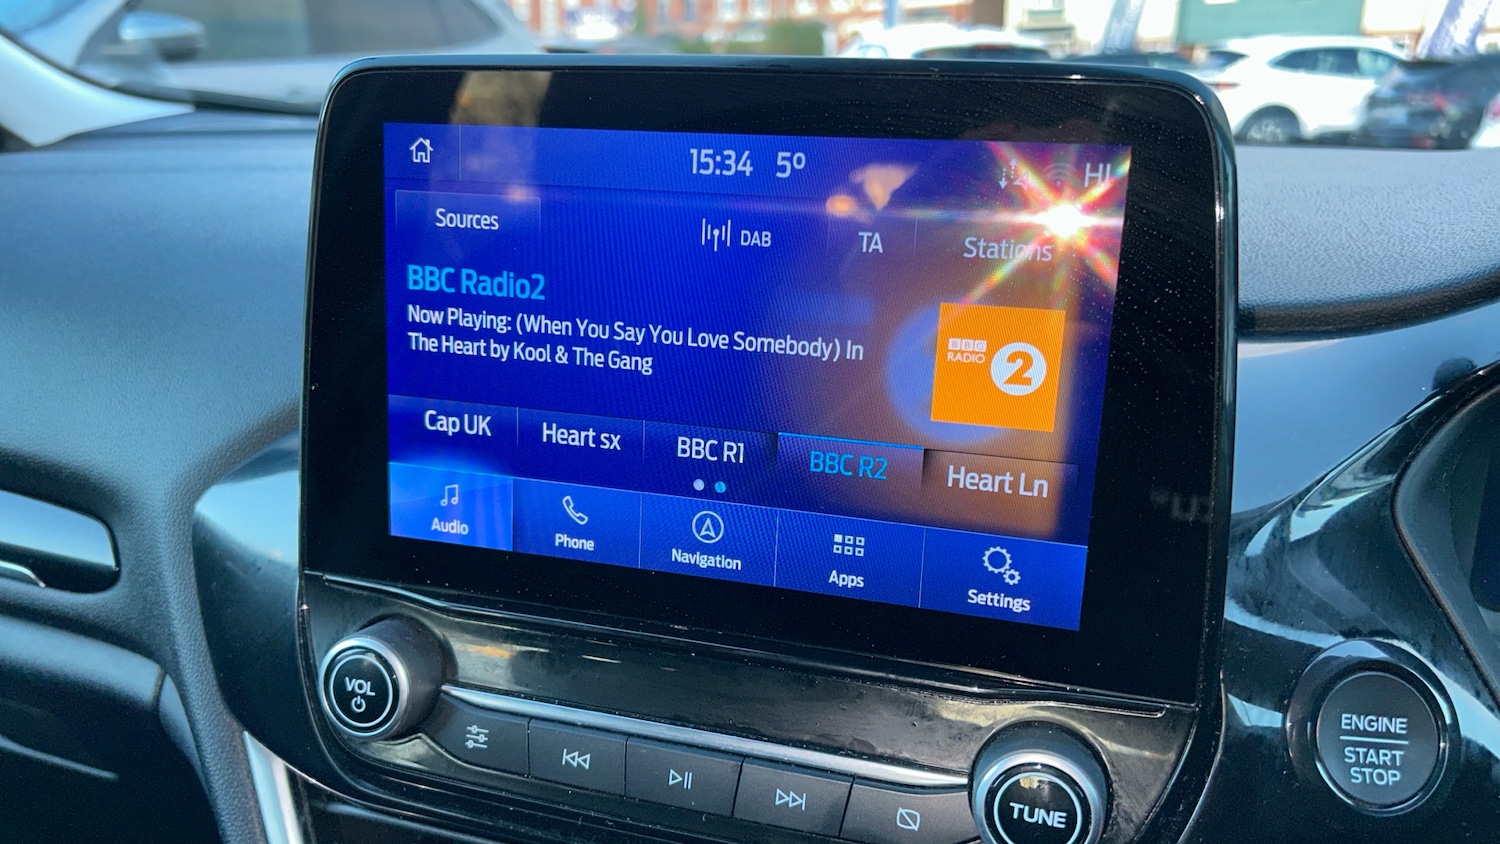 15:34 5° HI
Sources DAB TA Stations
BBC Radio2
Now Playing: (When You Say You Love Somebody) In
The Heart by Kool & The Gang
BBC
RADIO 2
Cap UK Heart sx BBC R1 BBC R2 Heart Ln
Audio Phone Navigation Apps Settings
VOL
TUNE
ENGINE
START
STOP